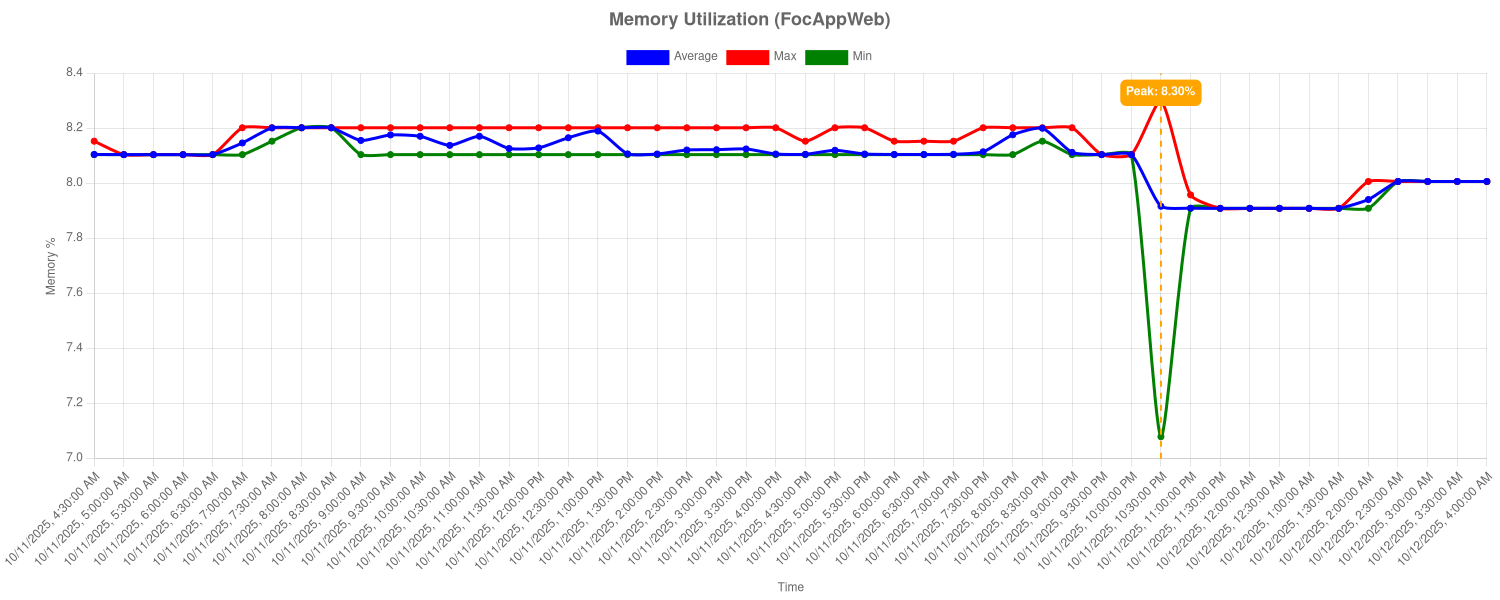 Memory Utilization (FocAppWeb)
Average Max Min
8.4
8.2
8.0
7.8
7.6
7.4
7.2
7.0
Memory %
Peak: 8.30%
10/11/2025, 4:30:00 AM
10/11/2025, 5:00:00 AM
10/11/2025, 5:30:00 AM
10/11/2025, 6:00:00 AM
10/11/2025, 6:30:00 AM
10/11/2025, 7:00:00 AM
10/11/2025, 7:30:00 AM
10/11/2025, 8:00:00 AM
10/11/2025, 8:30:00 AM
10/11/2025, 9:00:00 AM
10/11/2025, 9:30:00 AM
10/11/2025, 10:00:00 AM
10/11/2025, 10:30:00 AM
10/11/2025, 11:00:00 AM
10/11/2025, 11:30:00 AM
10/11/2025, 12:00:00 PM
10/11/2025, 12:30:00 PM
10/11/2025, 1:00:00 PM
10/11/2025, 1:30:00 PM
10/11/2025, 2:00:00 PM
10/11/2025, 2:30:00 PM
10/11/2025, 3:00:00 PM
10/11/2025, 3:30:00 PM
10/11/2025, 4:00:00 PM
10/11/2025, 4:30:00 PM
10/11/2025, 5:00:00 PM
10/11/2025, 5:30:00 PM
10/11/2025, 6:00:00 PM
10/11/2025, 6:30:00 PM
10/11/2025, 7:00:00 PM
10/11/2025, 7:30:00 PM
10/11/2025, 8:00:00 PM
10/11/2025, 8:30:00 PM
10/11/2025, 9:00:00 PM
10/11/2025, 9:30:00 PM
10/11/2025, 10:00:00 PM
10/11/2025, 10:30:00 PM
10/11/2025, 11:00:00 PM
10/11/2025, 11:30:00 PM
10/12/2025, 12:00:00 AM
10/12/2025, 12:30:00 AM
10/12/2025, 1:00:00 AM
10/12/2025, 1:30:00 AM
10/12/2025, 2:00:00 AM
10/12/2025, 2:30:00 AM
10/12/2025, 3:00:00 AM
10/12/2025, 3:30:00 AM
10/12/2025, 4:00:00 AM
Time